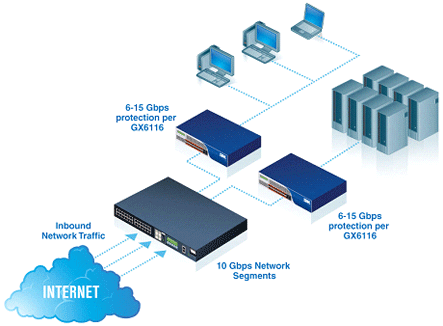 6-15 Gbps
protection per
GX6116
6-15 Gbps
protection per
GX6116
Inbound
Network Traffic
10 Gbps Network
Segments
INTERNET